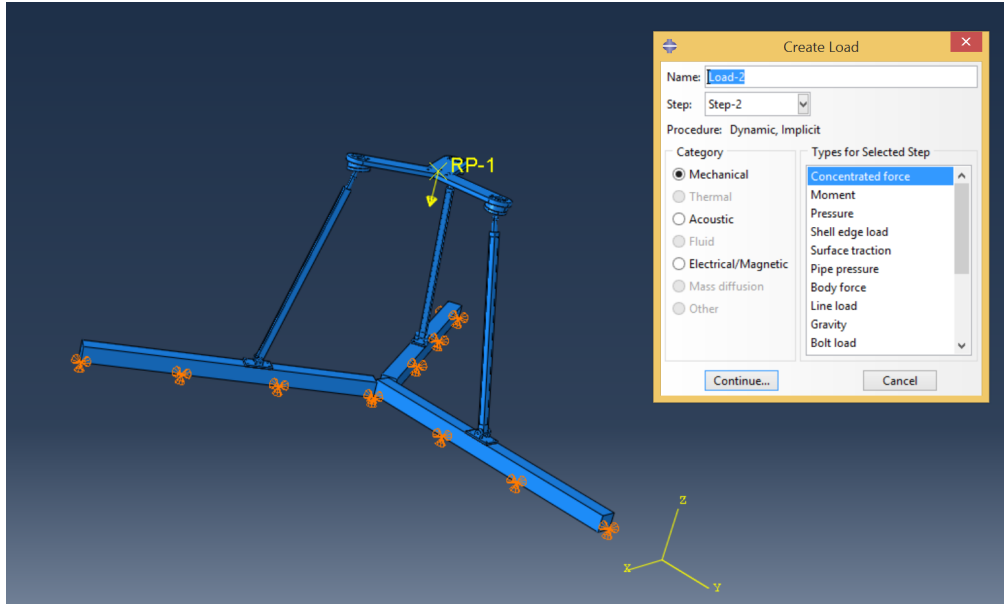 Create Load
Name: Load-2
Step: Step-2
Procedure: Dynamic, Implicit
Category
Mechanical
Thermal
Acoustic
Fluid
Electrical/Magnetic
Mass diffusion
Other
Types for Selected Step
Concentrated force
Moment
Pressure
Shell edge load
Surface traction
Pipe pressure
Body force
Line load
Gravity
Bolt load
Continue...
Cancel
RP-1
Z
X
Y